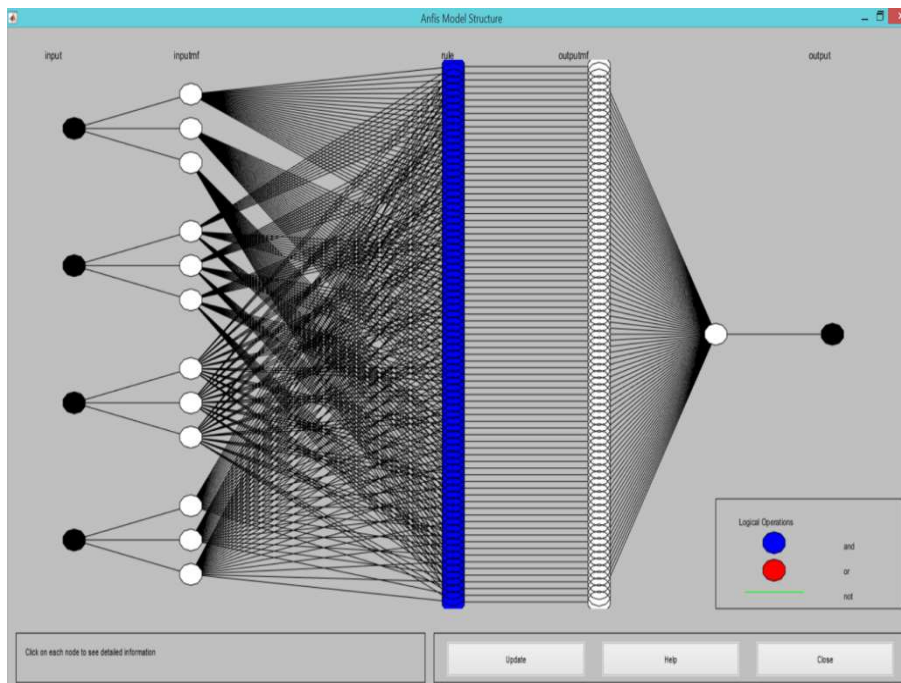 Anfis Model Structure
input
inputmf
rule
outputmf
output
Logical Operations
and
or
not
Click on each node to see detailed information
Update
Help
Close